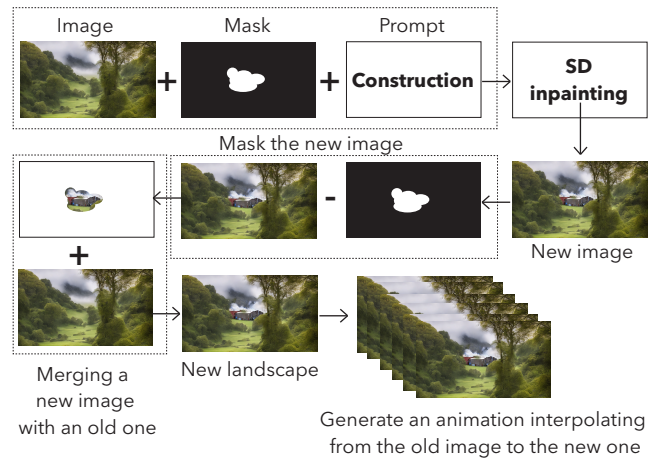 Image
Mask
Prompt
+
+
Construction
SD
inpainting
Mask the new image
-
New image
+
New landscape
Merging a
new image
with an old one
Generate an animation interpolating
from the old image to the new one